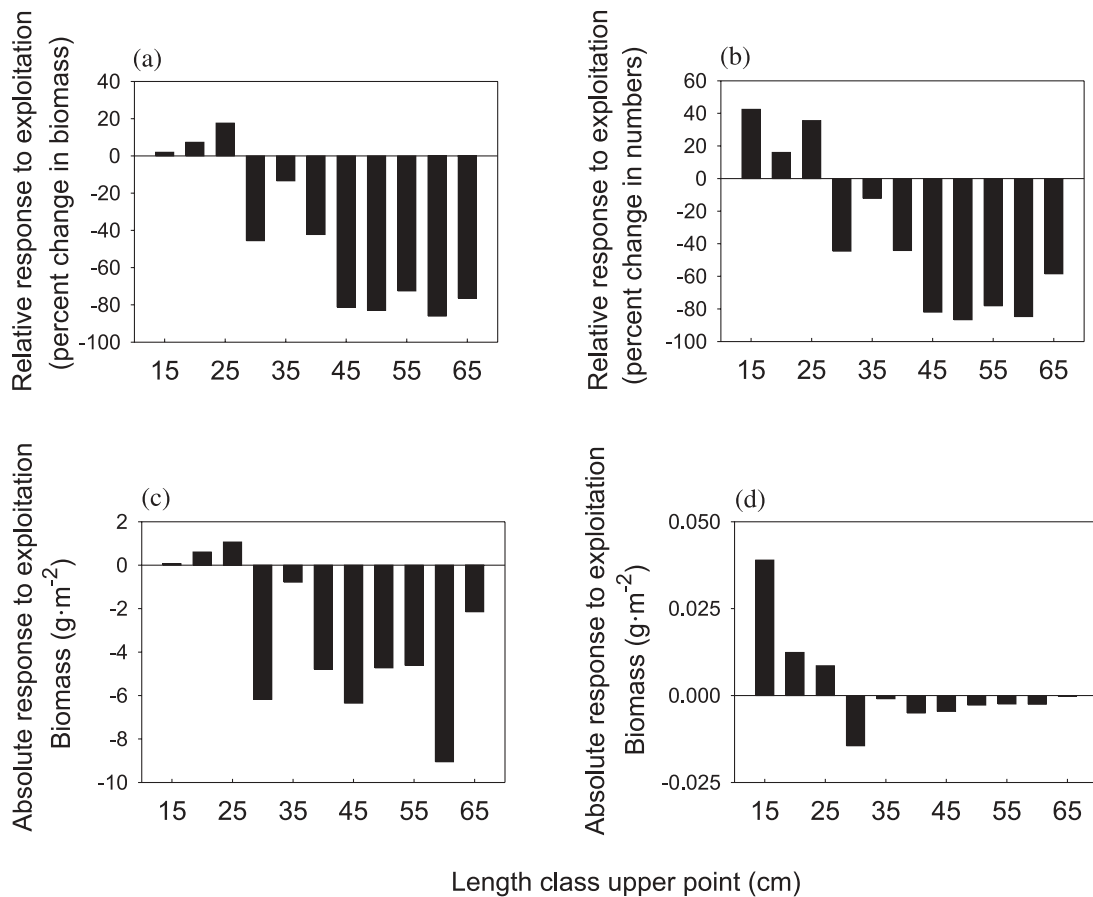 (a)
Relative response to exploitation
(percent change in biomass)
40
20
0
-20
-40
-60
-80
-100
15 25 35 45 55 65
(b)
Relative response to exploitation
(percent change in numbers)
60
40
20
0
-20
-40
-60
-80
-100
15 25 35 45 55 65
(c)
Absolute response to exploitation
Biomass (g·m⁻²)
2
0
-2
-4
-6
-8
-10
15 25 35 45 55 65
(d)
Absolute response to exploitation
Biomass (g·m⁻²)
0.050
0.025
0.000
-0.025
15 25 35 45 55 65
Length class upper point (cm)